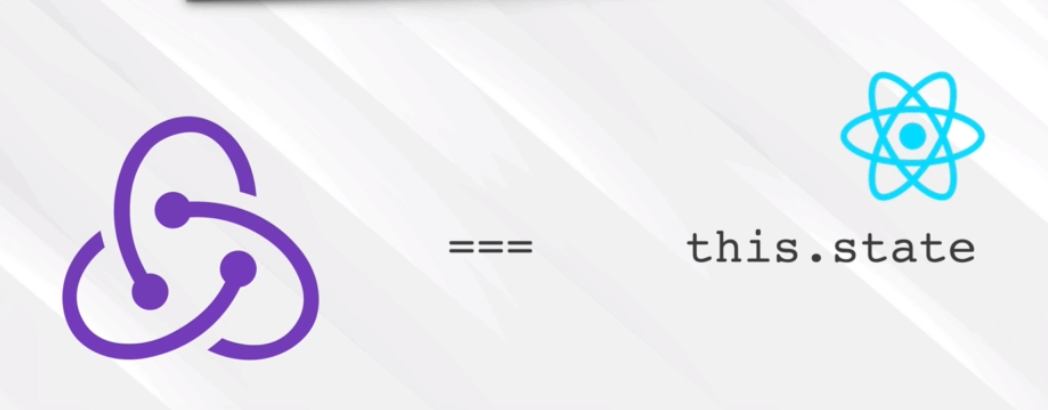 === this.state